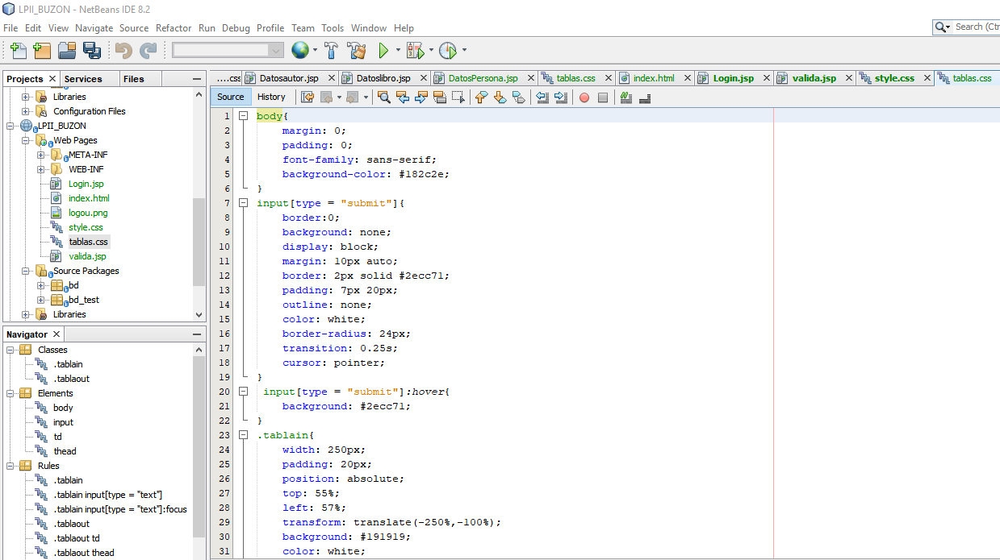 LPII_BUZON - NetBeans IDE 8.2
File Edit View Navigate Source Refactor Run Debug Profile Team Tools Window Help
Search (Ctr
Projects Services Files
Libraries
Configuration Files
LPII_BUZON
Web Pages
META-INF
WEB-INF
Login.jsp
index.html
logou.png
style.css
tablas.css
valida.jsp
Source Packages
bd
bd_test
Libraries
Navigator
Classes
.tablain
.tablaout
Elements
body
input
td
thead
Rules
.tablain
.tablain input[type = "text"]
.tablain input[type = "text"]:focus
.tablaout
.tablaout td
.tablaout thead
....css Datosautor.jsp Datoslibro.jsp DatosPersona.jsp tablas.css index.html Login.jsp valida.jsp style.css tablas.css
Source History
1 body{
2 margin: 0;
3 padding: 0;
4 font-family: sans-serif;
5 background-color: #182c2e;
6 }
7 input[type = "submit"]{
8 border:0;
9 background: none;
10 display: block;
11 margin: 10px auto;
12 border: 2px solid #2ecc71;
13 padding: 7px 20px;
14 outline: none;
15 color: white;
16 border-radius: 24px;
17 transition: 0.25s;
18 cursor: pointer;
19 }
20 input[type = "submit"]:hover{
21 background: #2ecc71;
22 }
23 .tablain{
24 width: 250px;
25 padding: 20px;
26 position: absolute;
27 top: 55%;
28 left: 57%;
29 transform: translate(-250%,-100%);
30 background: #191919;
31 color: white;